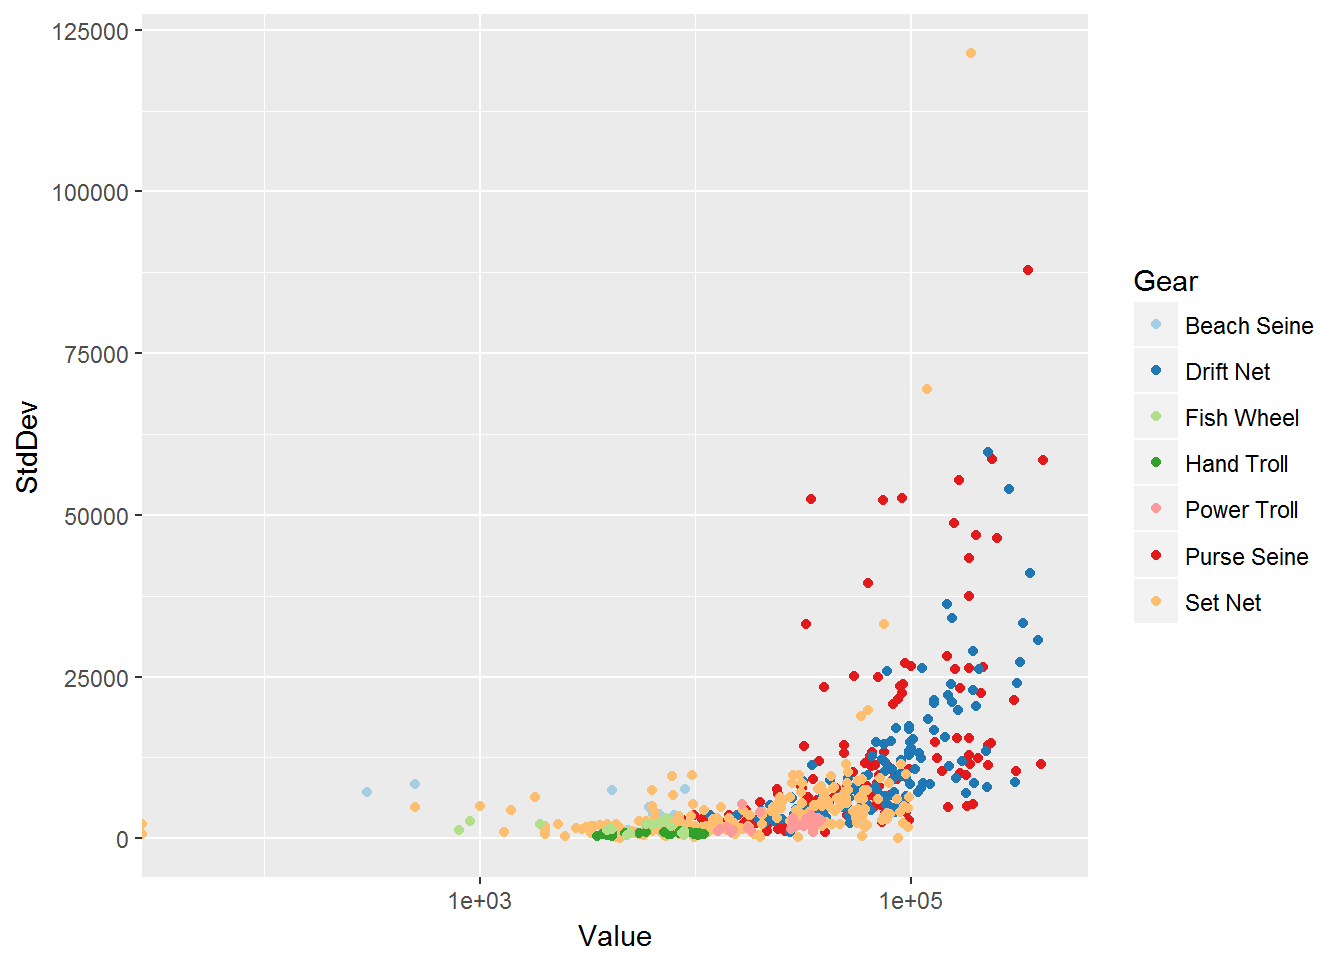 125000
100000
75000
50000
25000
0
StdDev
1e+03
1e+05
Value
Gear
Beach Seine
Drift Net
Fish Wheel
Hand Troll
Power Troll
Purse Seine
Set Net